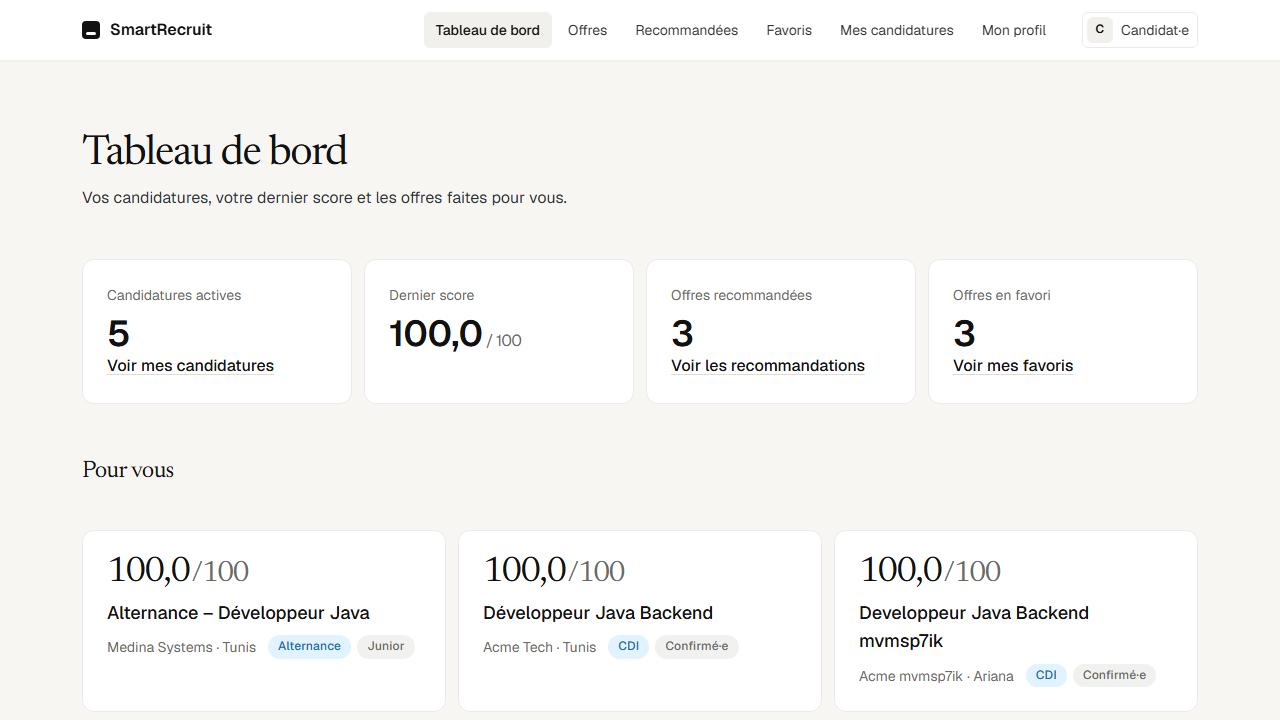 SmartRecruit
Tableau de bord
Offres
Recommandées
Favoris
Mes candidatures
Mon profil
C
Candidat·e
Tableau de bord
Vos candidatures, votre dernier score et les offres faites pour vous.
Candidatures actives
5
Voir mes candidatures
Dernier score
100,0 / 100
Offres recommandées
3
Voir les recommandations
Offres en favori
3
Voir mes favoris
Pour vous
100,0/100
Alternance – Développeur Java
Medina Systems · Tunis Alternance Junior
100,0/100
Développeur Java Backend
Acme Tech · Tunis CDI Confirmé·e
100,0/100
Developpeur Java Backend
mvmsp7ik
Acme mvmsp7ik · Ariana CDI Confirmé·e